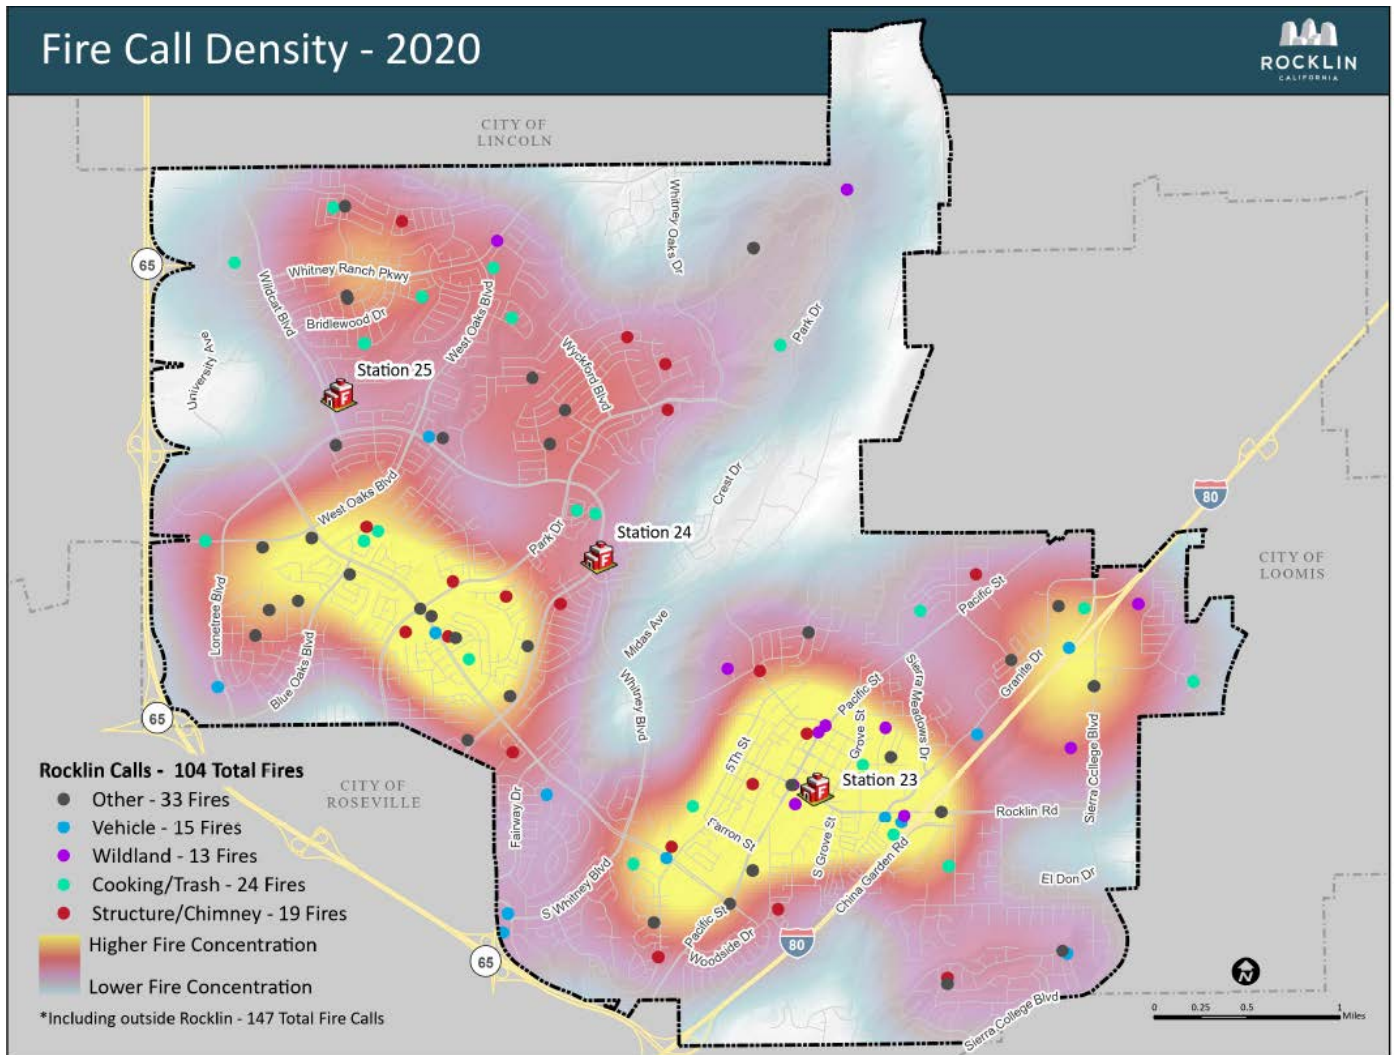 Fire Call Density - 2020
ROCKLIN
CALIFORNIA
CITY OF
LINCOLN
Whitney Oaks Dr
65
Whitney Ranch Pkwy
Wildcat Blvd
Bridlewood Dr
West Oaks Blvd
Park Dr
University Ave
Wyckford Blvd
Station 25
West Oaks Blvd
Crest Dr
80
Park Dr
Station 24
CITY OF
LOOMIS
Pacific St
Lonetree Blvd
Blue Oaks Blvd
Midas Ave
Whitney Blvd
Granite Dr
Sierra Meadows Dr
Pacific St
Grove St
5Th St
Sierra College Blvd
65
Station 23
Rocklin Calls - 104 Total Fires
Other - 33 Fires
Vehicle - 15 Fires
Wildland - 13 Fires
Cooking/Trash - 24 Fires
Structure/Chimney - 19 Fires
Higher Fire Concentration
Lower Fire Concentration
*Including outside Rocklin - 147 Total Fire Calls
CITY OF
ROSEVILLE
Fairway Dr
Farron St
S Grove St
Rocklin Rd
China Garden Rd
El Don Dr
S Whitney Blvd
Pacific St
Woodside Dr
80
65
Sierra College Blvd
N
0 0.25 0.5 1
Miles